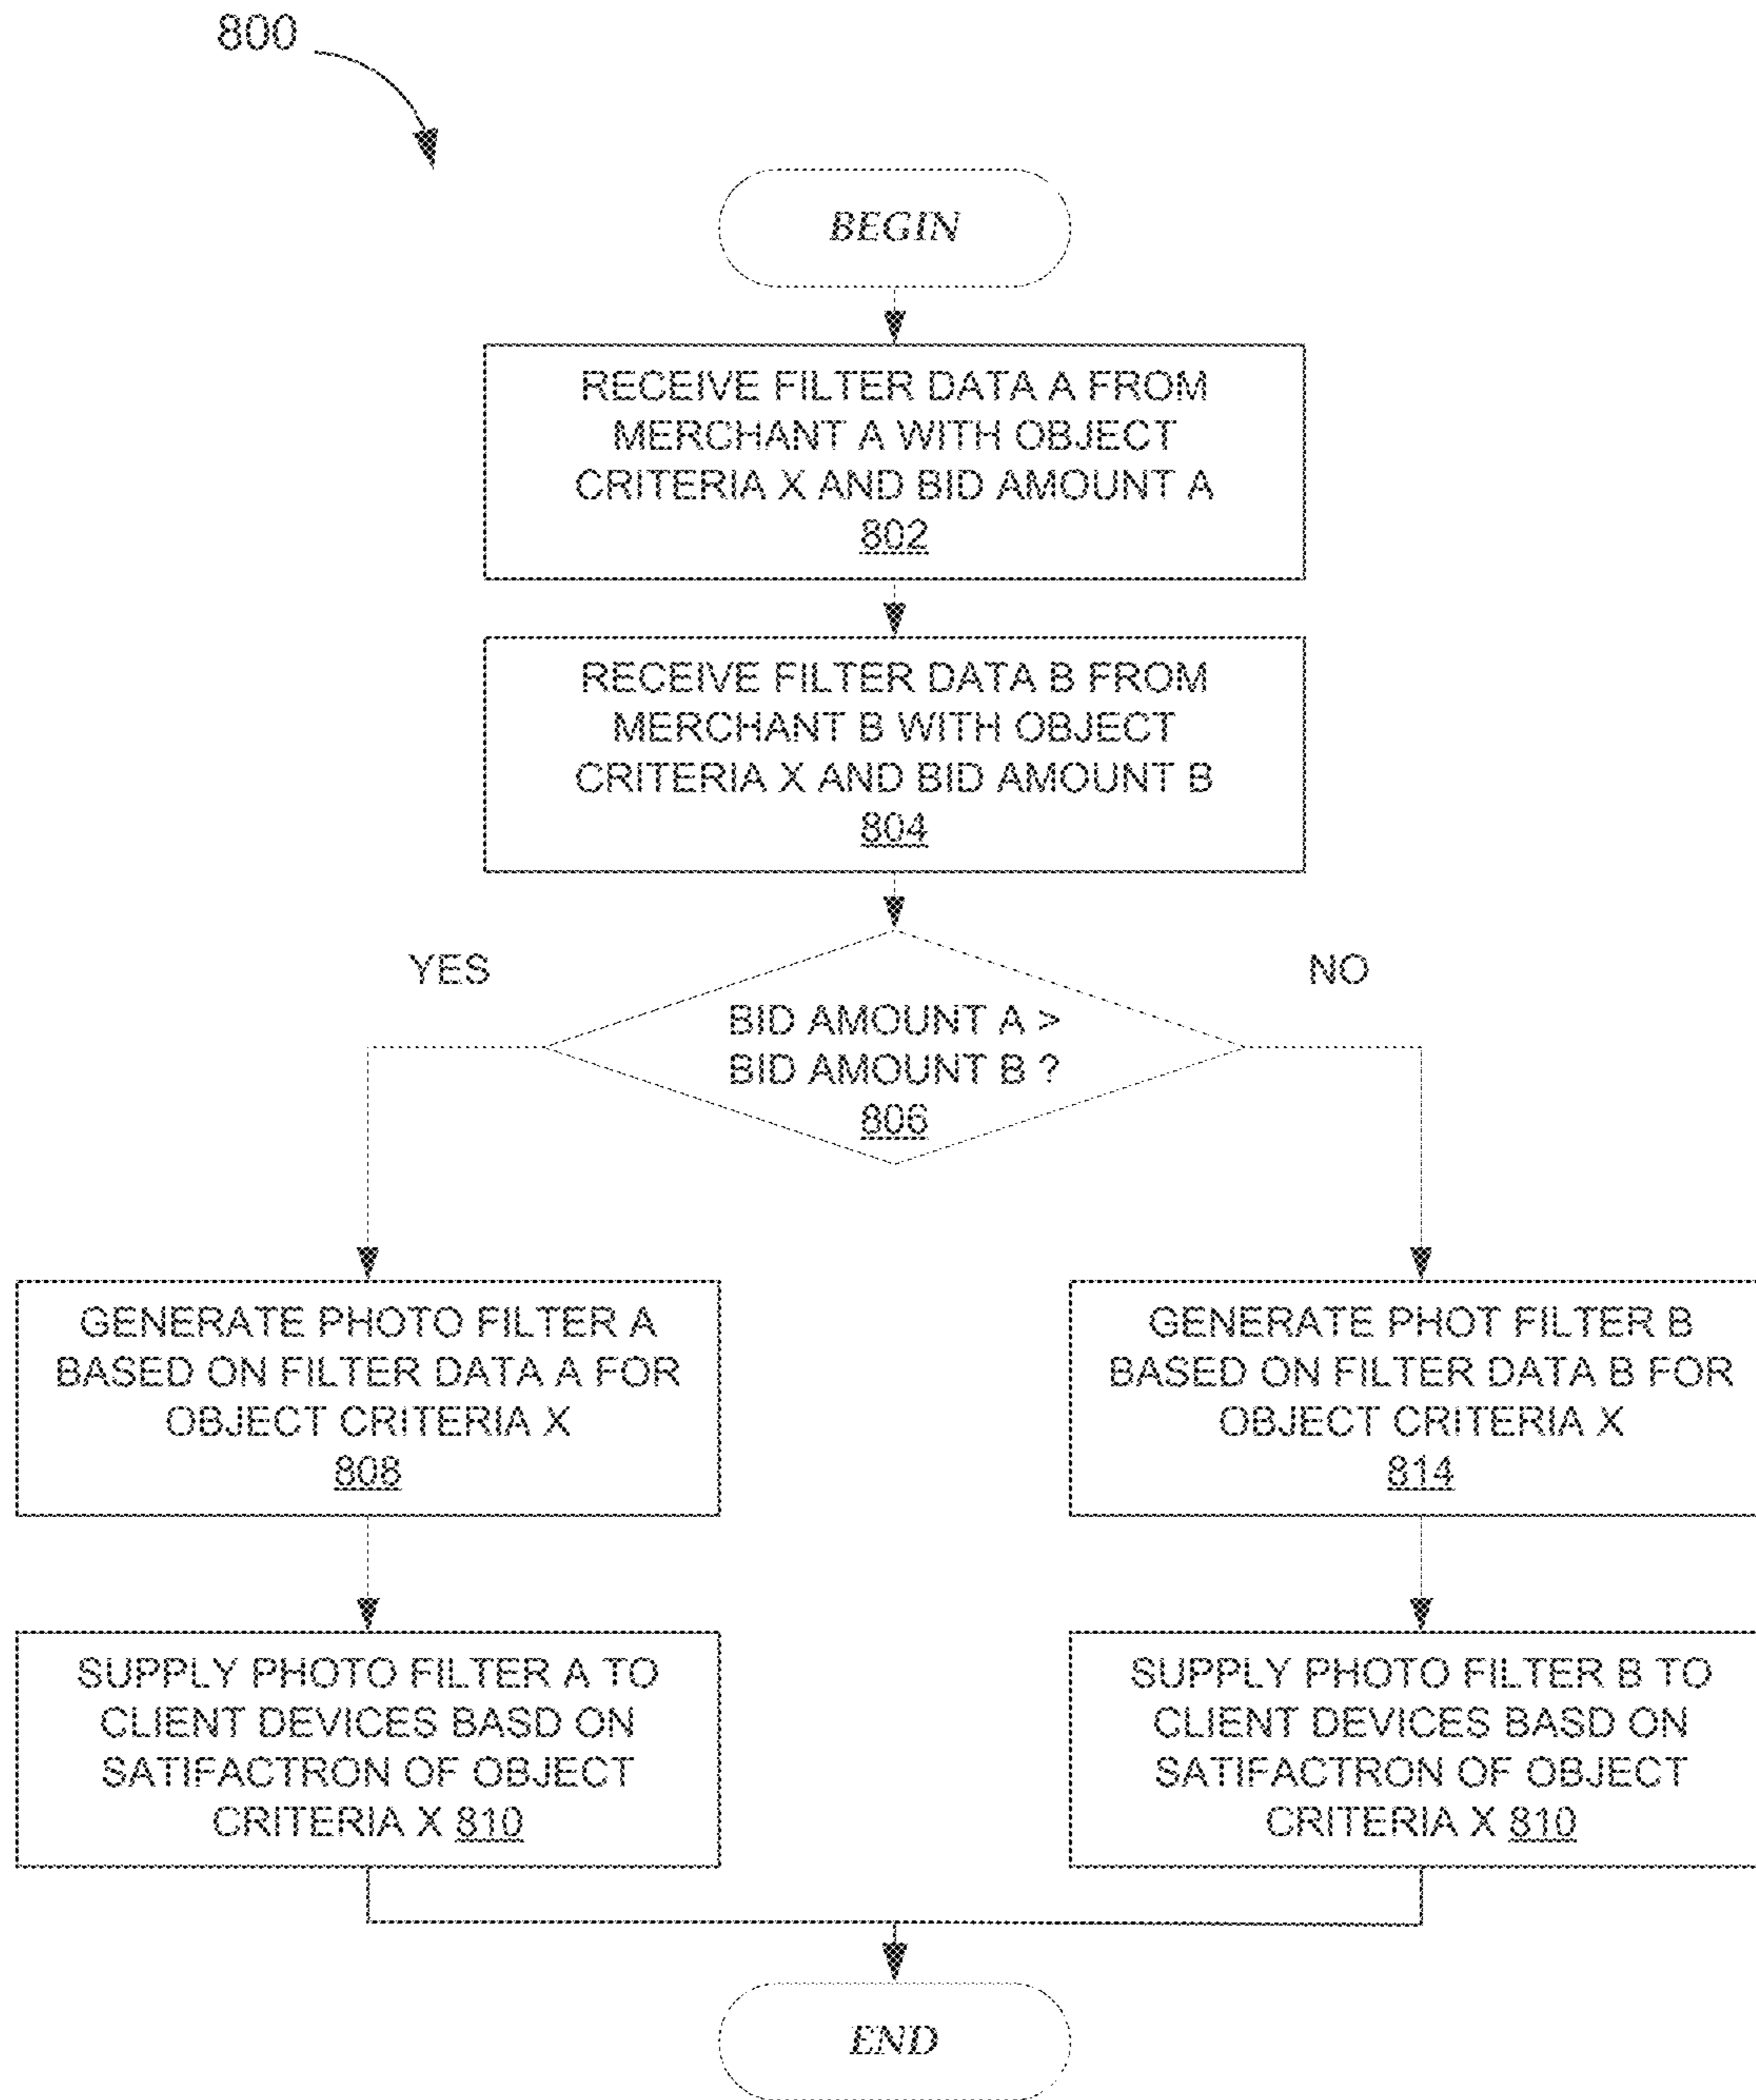 800
BEGIN
RECEIVE FILTER DATA A FROM
MERCHANT A WITH OBJECT
CRITERIA X AND BID AMOUNT A
802
RECEIVE FILTER DATA B FROM
MERCHANT B WITH OBJECT
CRITERIA X AND BID AMOUNT B
804
YES
NO
BID AMOUNT A >
BID AMOUNT B ?
806
GENERATE PHOTO FILTER A
BASED ON FILTER DATA A FOR
OBJECT CRITERIA X
808
GENERATE PHOT FILTER B
BASED ON FILTER DATA B FOR
OBJECT CRITERIA X
814
SUPPLY PHOTO FILTER A TO
CLIENT DEVICES BASD ON
SATIFACTRON OF OBJECT
CRITERIA X 810
SUPPLY PHOTO FILTER B TO
CLIENT DEVICES BASD ON
SATIFACTRON OF OBJECT
CRITERIA X 810
END